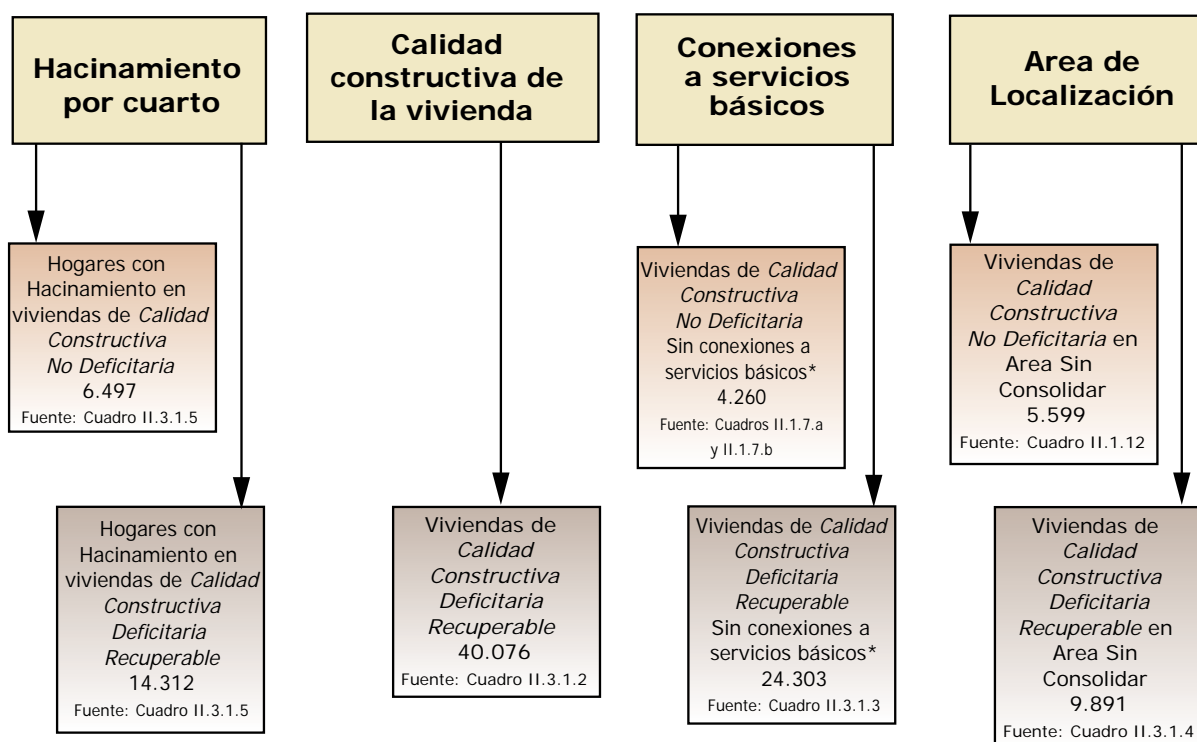 Hacinamiento
por cuarto
Calidad
constructiva de
la vivienda
Conexiones
a servicios
básicos
Area de
Localización
Hogares con
Hacinamiento en
viviendas de Calidad
Constructiva
No Deficitaria
6.497
Fuente: Cuadro II.3.1.5
Viviendas de Calidad
Constructiva
No Deficitaria
Sin conexiones a
servicios básicos*
4.260
Fuente: Cuadros II.1.7.a
y II.1.7.b
Viviendas de
Calidad
Constructiva
No Deficitaria en
Area Sin
Consolidar
5.599
Fuente: Cuadro II.1.12
Hogares con
Hacinamiento en
viviendas de Calidad
Constructiva
Deficitaria
Recuperable
14.312
Fuente: Cuadro II.3.1.5
Viviendas de
Calidad
Constructiva
Deficitaria
Recuperable
40.076
Fuente: Cuadro II.3.1.2
Viviendas de Calidad
Constructiva
Deficitaria
Recuperable
Sin conexiones a
servicios básicos*
24.303
Fuente: Cuadro II.3.1.3
Viviendas de
Calidad
Constructiva
Deficitaria
Recuperable en
Area Sin
Consolidar
9.891
Fuente: Cuadro II.3.1.4